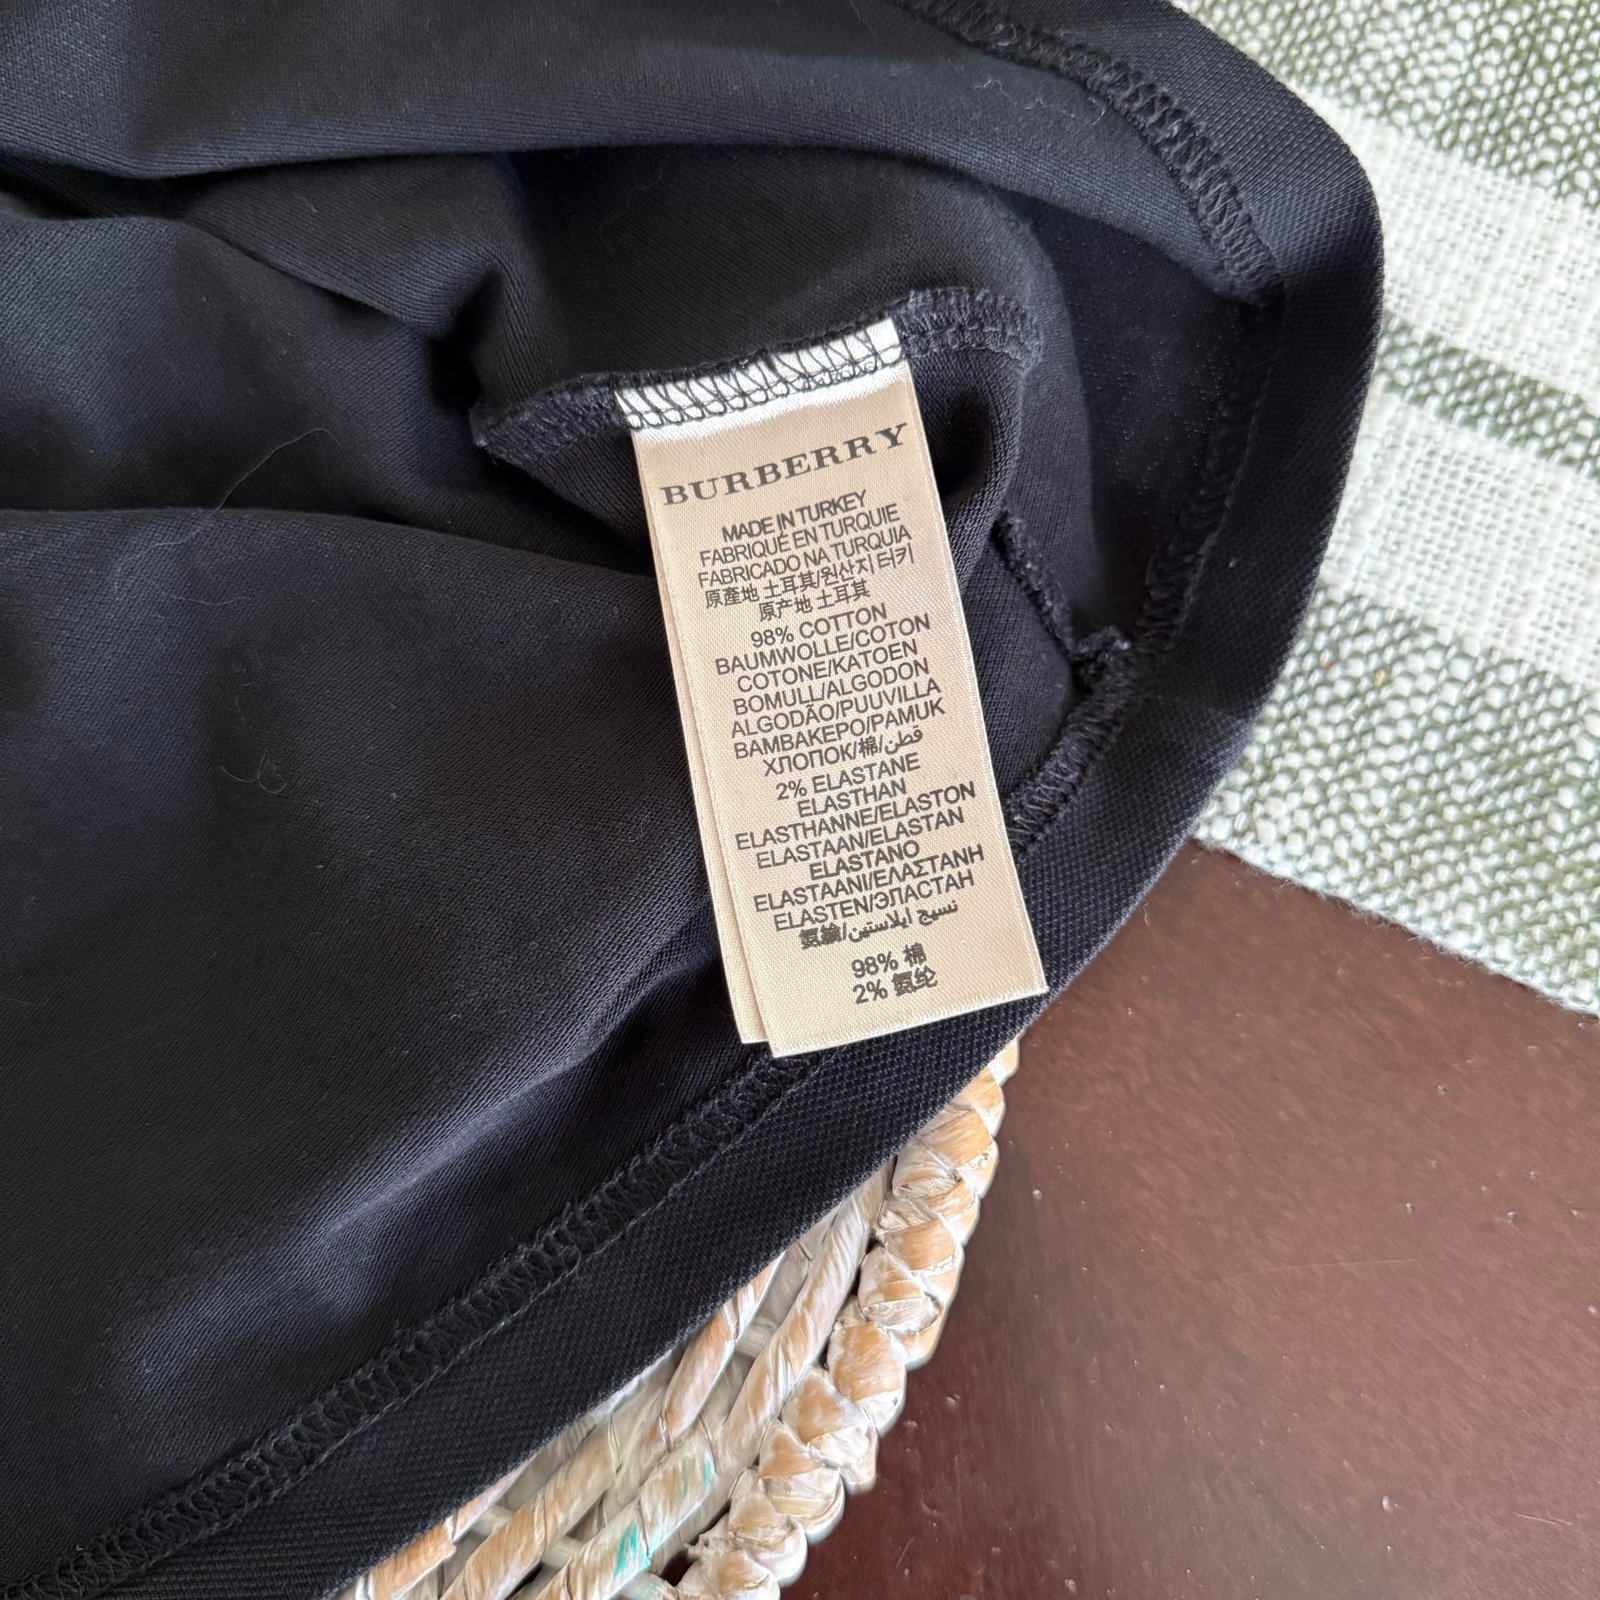 BURBERRY
MADE IN TURKEY
FABRIQUÉ EN TURQUIE
FABRICADO NA TURQUIA
原產地 土耳其/원산지 터키
原产地 土耳其
98% COTTON
BAUMWOLLE/COTON
COTONE/KATOEN
BOMULL/ALGODON
ALGODÃO/PUUVILLA
BAMBAKEPO/PAMUK
ХЛОПОК/棉/قطن
2% ELASTANE
ELASTHAN
ELASTHANNE/ELASTON
ELASTAAN/ELASTAN
ELASTANO
ELASTAANI/ΕΛΑΣΤΑΝΗ
ELASTEN/ЭЛАСТАН
氨綸/نسيج ايلاستين
98% 棉
2% 氨纶